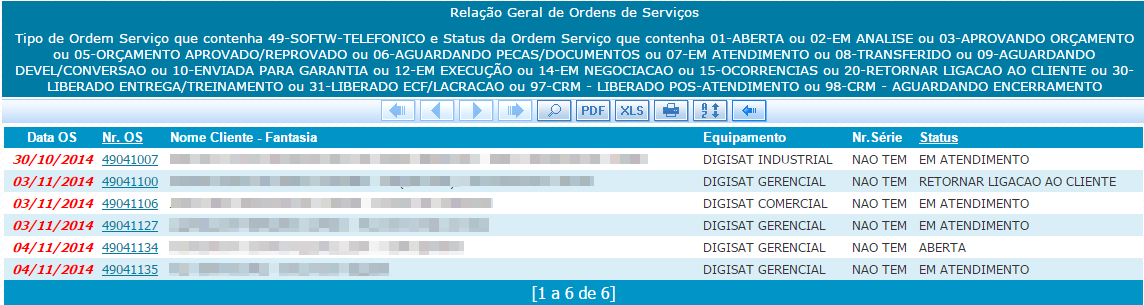 Relação Geral de Ordens de Serviços
Tipo de Ordem Serviço que contenha 49-SOFTW-TELEFONICO e Status da Ordem Serviço que contenha 01-ABERTA ou 02-EM ANALISE ou 03-APROVANDO ORÇAMENTO
ou 05-ORÇAMENTO APROVADO/REPROVADO ou 06-AGUARDANDO PECAS/DOCUMENTOS ou 07-EM ATENDIMENTO ou 08-TRANSFERIDO ou 09-AGUARDANDO
DEVEL/CONVERSAO ou 10-ENVIADA PARA GARANTIA ou 12-EM EXECUÇÃO ou 14-EM NEGOCIACAO ou 15-OCORRENCIAS ou 20-RETORNAR LIGACAO AO CLIENTE ou 30-
LIBERADO ENTREGA/TREINAMENTO ou 31-LIBERADO ECF/LACRACAO ou 97-CRM - LIBERADO POS-ATENDIMENTO ou 98-CRM - AGUARDANDO ENCERRAMENTO
PDF XLS A Z
Data OS Nr. OS Nome Cliente - Fantasia Equipamento Nr.Série Status
30/10/2014 49041007 DIGISAT INDUSTRIAL NAO TEM EM ATENDIMENTO
03/11/2014 49041100 DIGISAT GERENCIAL NAO TEM RETORNAR LIGACAO AO CLIENTE
03/11/2014 49041106 DIGISAT COMERCIAL NAO TEM EM ATENDIMENTO
03/11/2014 49041127 DIGISAT GERENCIAL NAO TEM EM ATENDIMENTO
04/11/2014 49041134 DIGISAT GERENCIAL NAO TEM ABERTA
04/11/2014 49041135 DIGISAT GERENCIAL NAO TEM EM ATENDIMENTO
[1 a 6 de 6]